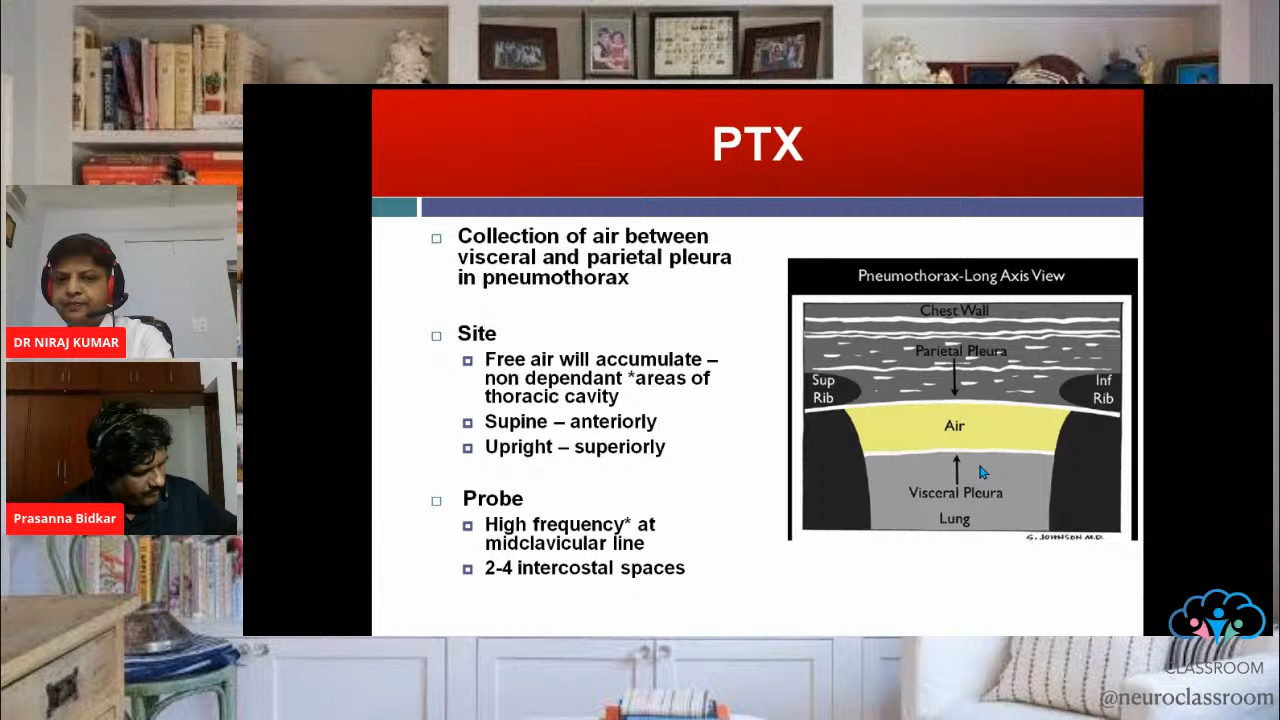 PTX
Collection of air between
visceral and parietal pleura
in pneumothorax
Site
Free air will accumulate –
non dependant *areas of
thoracic cavity
Supine – anteriorly
Upright – superiorly
Probe
High frequency* at
midclavicular line
2-4 intercostal spaces
Pneumothorax-Long Axis View
Chest Wall
Parietal Pleura
Sup
Rib
Inf
Rib
Air
Visceral Pleura
Lung
G. JOHNSON M.D.
DR NIRAJ KUMAR
Prasanna Bidkar
CLASSROOM
@neuroclassroom